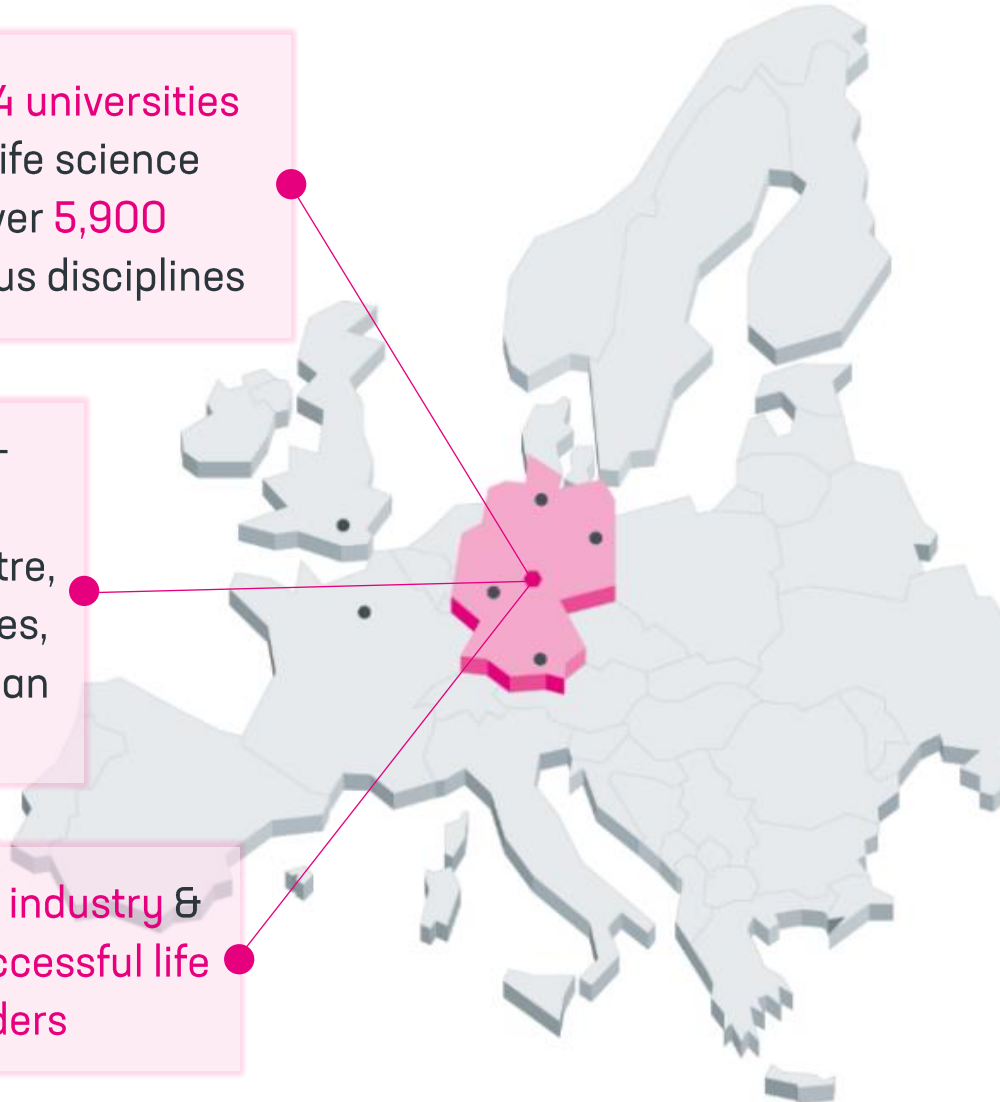 4 universities
ife science
ver 5,900
us disciplines
-
tre,
es,
an
industry &
ccessful life
ders